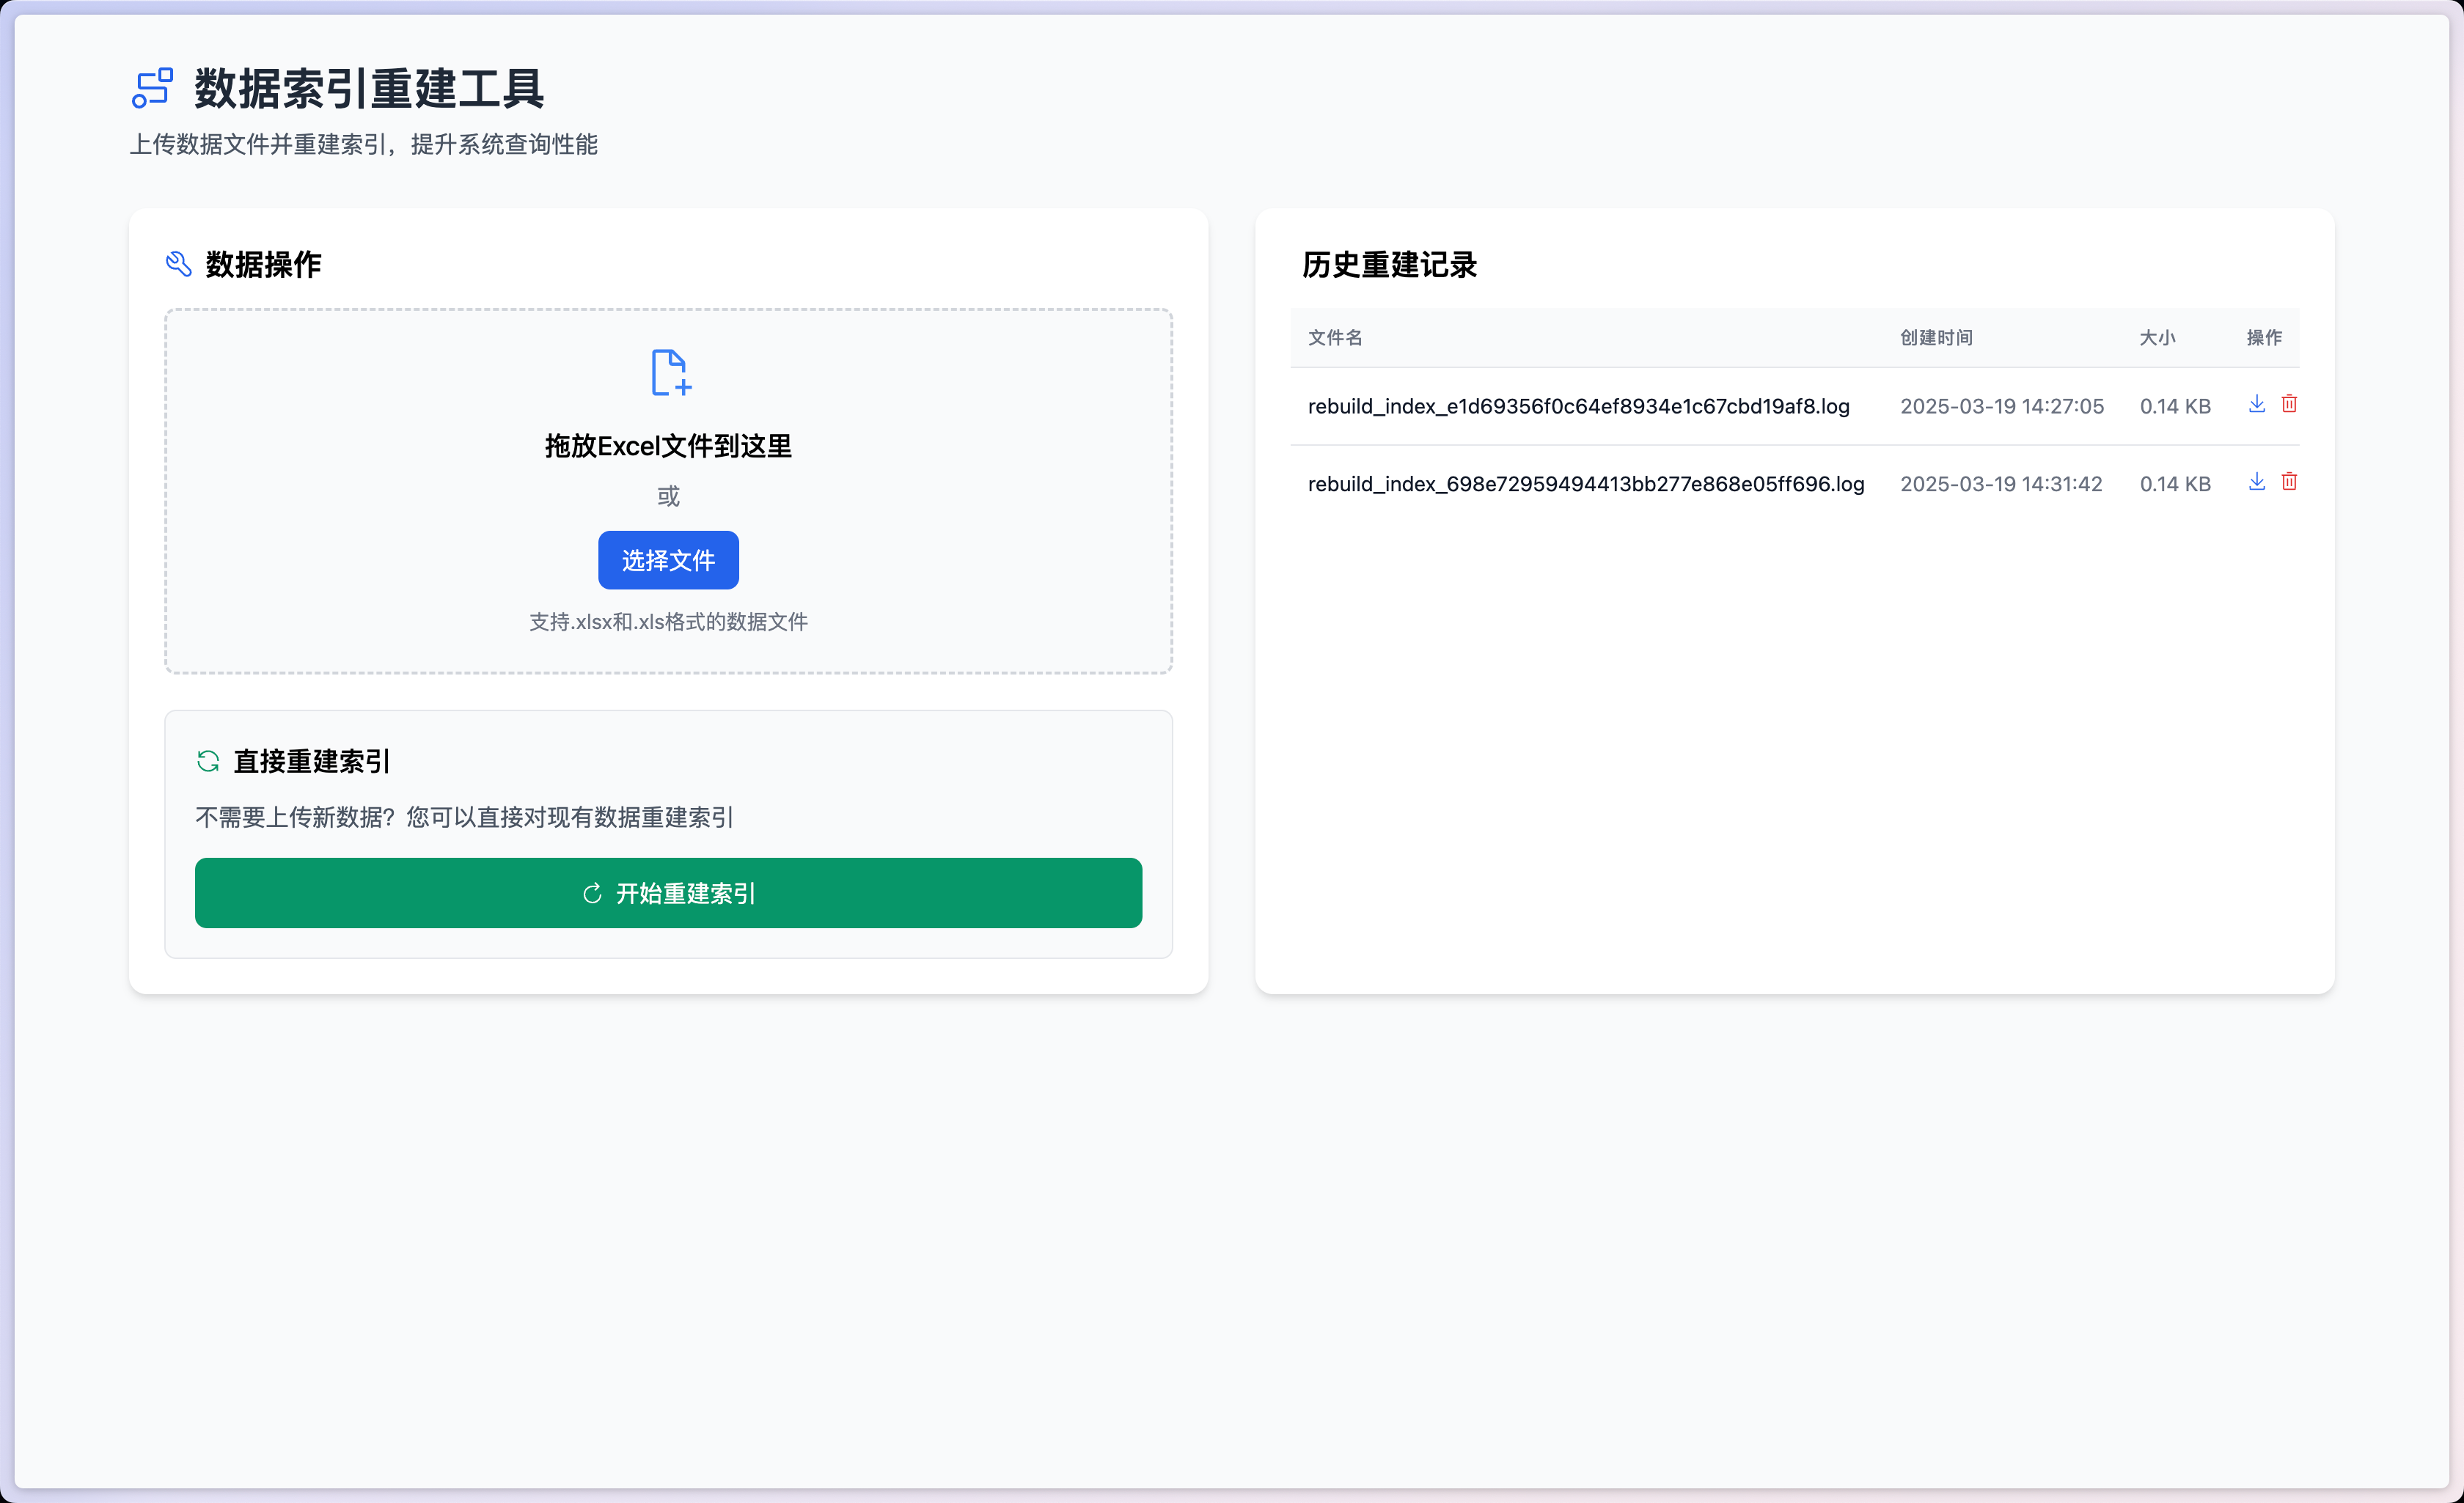 数据索引重建工具
上传数据文件并重建索引，提升系统查询性能
数据操作
拖放Excel文件到这里
或
选择文件
支持.xlsx和.xls格式的数据文件
直接重建索引
不需要上传新数据？您可以直接对现有数据重建索引
开始重建索引
历史重建记录
文件名 创建时间 大小 操作
rebuild_index_e1d69356f0c64ef8934e1c67cbd19af8.log 2025-03-19 14:27:05 0.14 KB
rebuild_index_698e72959494413bb277e868e05ff696.log 2025-03-19 14:31:42 0.14 KB